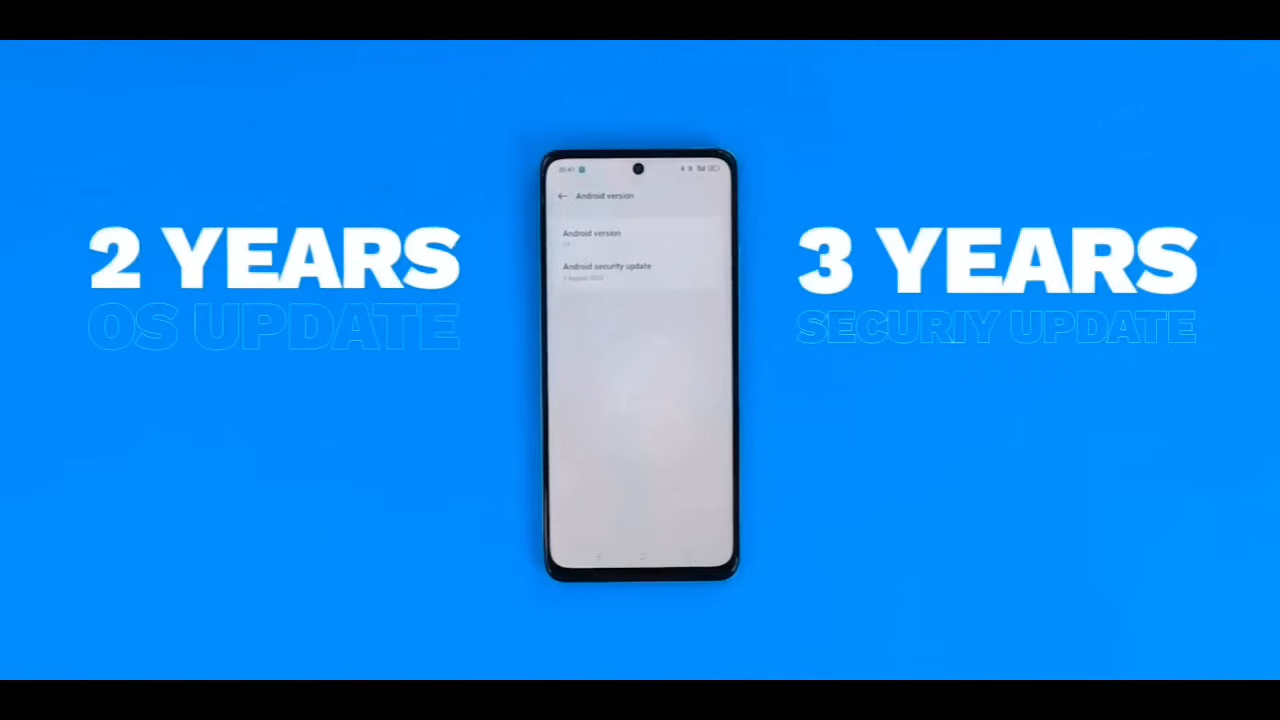 2 YEARS
OS UPDATE
Android version
Android version
Android security update
3 YEARS
SECURIY UPDATE